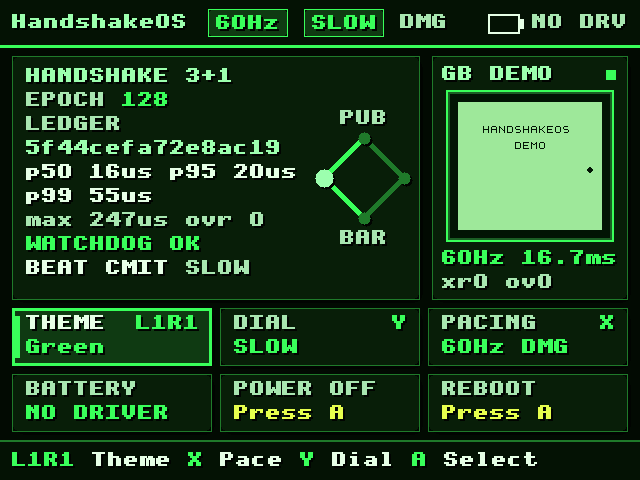 HandshakeOS 60Hz SLOW DMG NO DRV
HANDSHAKE 3+1
EPOCH 128
LEDGER
5f44cefa72e8ac19
p50 16us p95 20us
p99 55us
max 247us ovr 0
WATCHDOG OK
BEAT CMIT SLOW
PUB
BAR
GB DEMO
HANDSHAKEOS
DEMO
60Hz 16.7ms
xr0 ov0
THEME L1R1
Green
DIAL Y
SLOW
PACING X
60Hz DMG
BATTERY
NO DRIVER
POWER OFF
Press A
REBOOT
Press A
L1R1 Theme X Pace Y Dial A Select